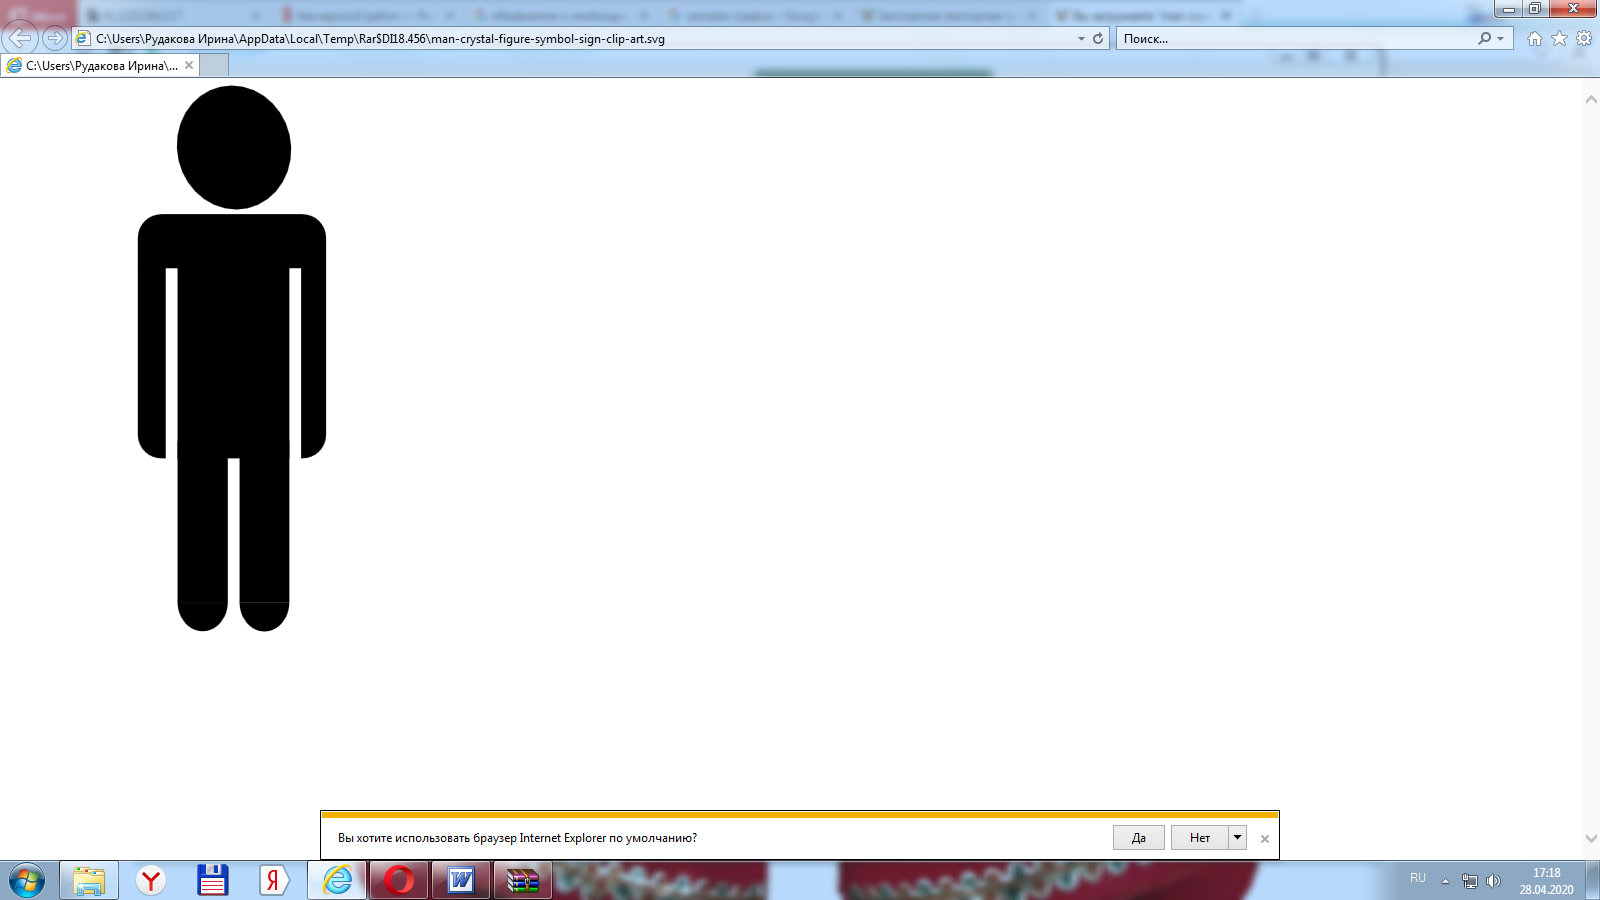 C:\Users\Рудакова Ирина\AppData\Local\Temp\Rar$DI18.456\man-crystal-figure-symbol-sign-clip-art.svg
Поиск...
C:\Users\Рудакова Ирина\...
Вы хотите использовать браузер Internet Explorer по умолчанию?
Да
Нет
RU
17:18
28.04.2020